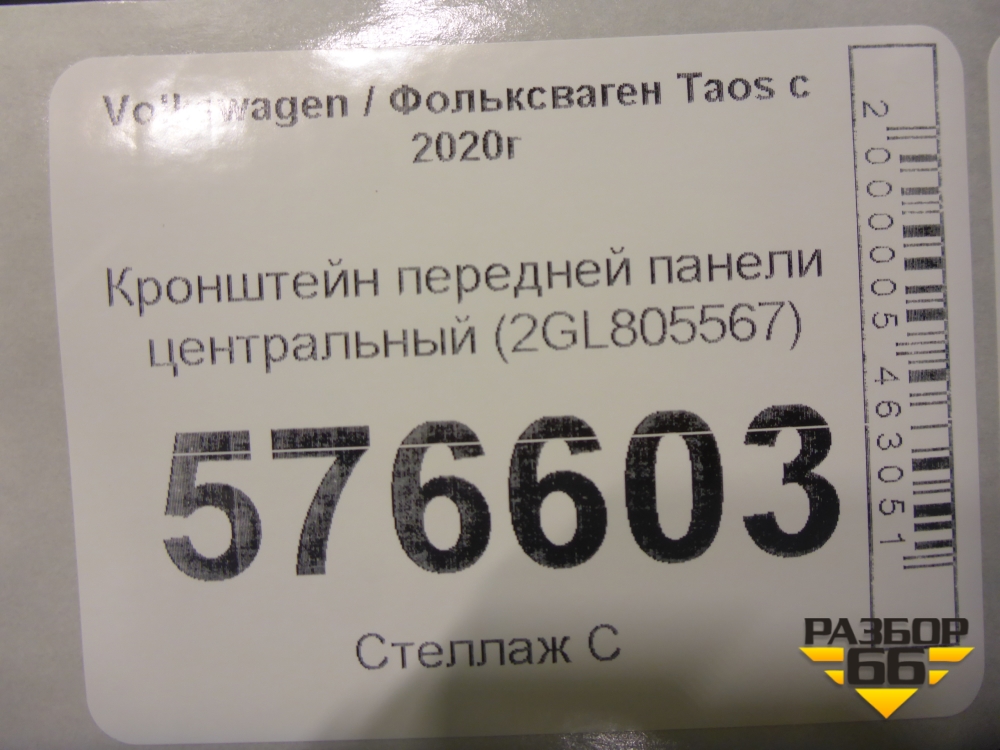 Volkswagen / Фольксваген Taos с
2020г
Кронштейн передней панели
центральный (2GL805567)
576603
Стеллаж С
2000005463051
РАЗБОР
66